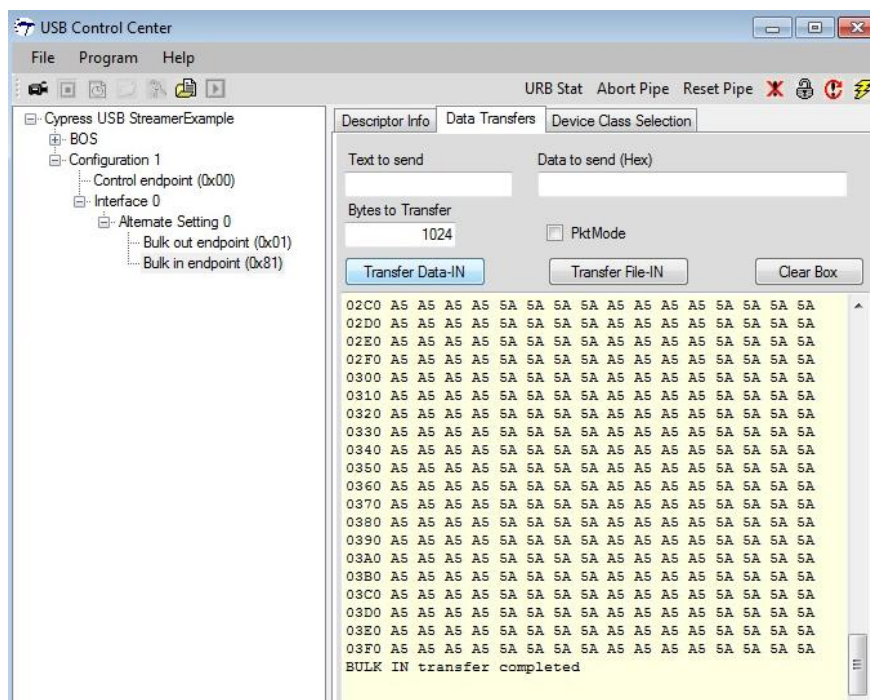 USB Control Center
File Program Help
URB Stat Abort Pipe Reset Pipe
Cypress USB StreamerExample
BOS
Configuration 1
Control endpoint (0x00)
Interface 0
Alternate Setting 0
Bulk out endpoint (0x01)
Bulk in endpoint (0x81)
Descriptor Info Data Transfers Device Class Selection
Text to send Data to send (Hex)
Bytes to Transfer
1024 PktMode
Transfer Data-IN Transfer File-IN Clear Box
02C0 A5 A5 A5 A5 5A 5A 5A 5A A5 A5 A5 A5 5A 5A 5A 5A
02D0 A5 A5 A5 A5 5A 5A 5A 5A A5 A5 A5 A5 5A 5A 5A 5A
02E0 A5 A5 A5 A5 5A 5A 5A 5A A5 A5 A5 A5 5A 5A 5A 5A
02F0 A5 A5 A5 A5 5A 5A 5A 5A A5 A5 A5 A5 5A 5A 5A 5A
0300 A5 A5 A5 A5 5A 5A 5A 5A A5 A5 A5 A5 5A 5A 5A 5A
0310 A5 A5 A5 A5 5A 5A 5A 5A A5 A5 A5 A5 5A 5A 5A 5A
0320 A5 A5 A5 A5 5A 5A 5A 5A A5 A5 A5 A5 5A 5A 5A 5A
0330 A5 A5 A5 A5 5A 5A 5A 5A A5 A5 A5 A5 5A 5A 5A 5A
0340 A5 A5 A5 A5 5A 5A 5A 5A A5 A5 A5 A5 5A 5A 5A 5A
0350 A5 A5 A5 A5 5A 5A 5A 5A A5 A5 A5 A5 5A 5A 5A 5A
0360 A5 A5 A5 A5 5A 5A 5A 5A A5 A5 A5 A5 5A 5A 5A 5A
0370 A5 A5 A5 A5 5A 5A 5A 5A A5 A5 A5 A5 5A 5A 5A 5A
0380 A5 A5 A5 A5 5A 5A 5A 5A A5 A5 A5 A5 5A 5A 5A 5A
0390 A5 A5 A5 A5 5A 5A 5A 5A A5 A5 A5 A5 5A 5A 5A 5A
03A0 A5 A5 A5 A5 5A 5A 5A 5A A5 A5 A5 A5 5A 5A 5A 5A
03B0 A5 A5 A5 A5 5A 5A 5A 5A A5 A5 A5 A5 5A 5A 5A 5A
03C0 A5 A5 A5 A5 5A 5A 5A 5A A5 A5 A5 A5 5A 5A 5A 5A
03D0 A5 A5 A5 A5 5A 5A 5A 5A A5 A5 A5 A5 5A 5A 5A 5A
03E0 A5 A5 A5 A5 5A 5A 5A 5A A5 A5 A5 A5 5A 5A 5A 5A
03F0 A5 A5 A5 A5 5A 5A 5A 5A A5 A5 A5 A5 5A 5A 5A 5A
BULK IN transfer completed